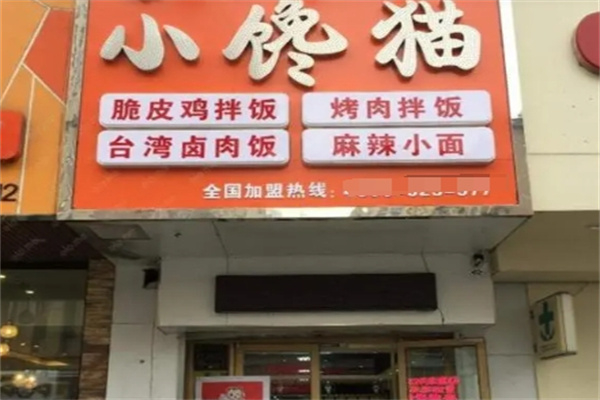 小馋猫
脆皮鸡拌饭
烤肉拌饭
台湾卤肉饭
麻辣小面
全国加盟热线: